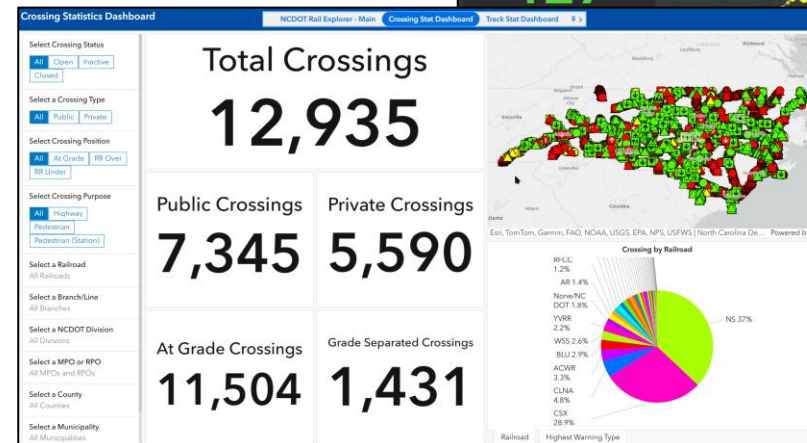 Crossing Statistics Dashboard
NCDOT Rail Explorer - Main Crossing Stat Dashboard Track Stat Dashboard
Select Crossing Status
All Open Inactive
Closed
Select a Crossing Type
All Public Private
Select Crossing Position
All At Grade RR Over
RR Under
Select Crossing Purpose
All Highway
Pedestrian
Pedestrian (Station)
Select a Railroad
All Railroads
Select a Branch/Line
All Branches
Select a NCDOT Division
All Divisions
Select a MPO or RPO
All MPOs and RPOs
Select a County
All Counties
Select a Municipality
All Municipalities
Total Crossings
12,935
Public Crossings
7,345
Private Crossings
5,590
At Grade Crossings
11,504
Grade Separated Crossings
1,431
Richmond
Knoxville
Greenville
Columbia
Esri, TomTom, Garmin, FAO, NOAA, USGS, EPA, NPS, USFWS | North Carolina De... Powered b
Crossing by Railroad
RFCC
1.2%
AR 1.4%
None/NC
DOT 1.8%
YVRR
2.2%
WSS 2.6%
BLU 2.9%
ACWR
3.3%
CLNA
4.8%
CSX
28.9%
NS 37%
Railroad Highest Warning Type